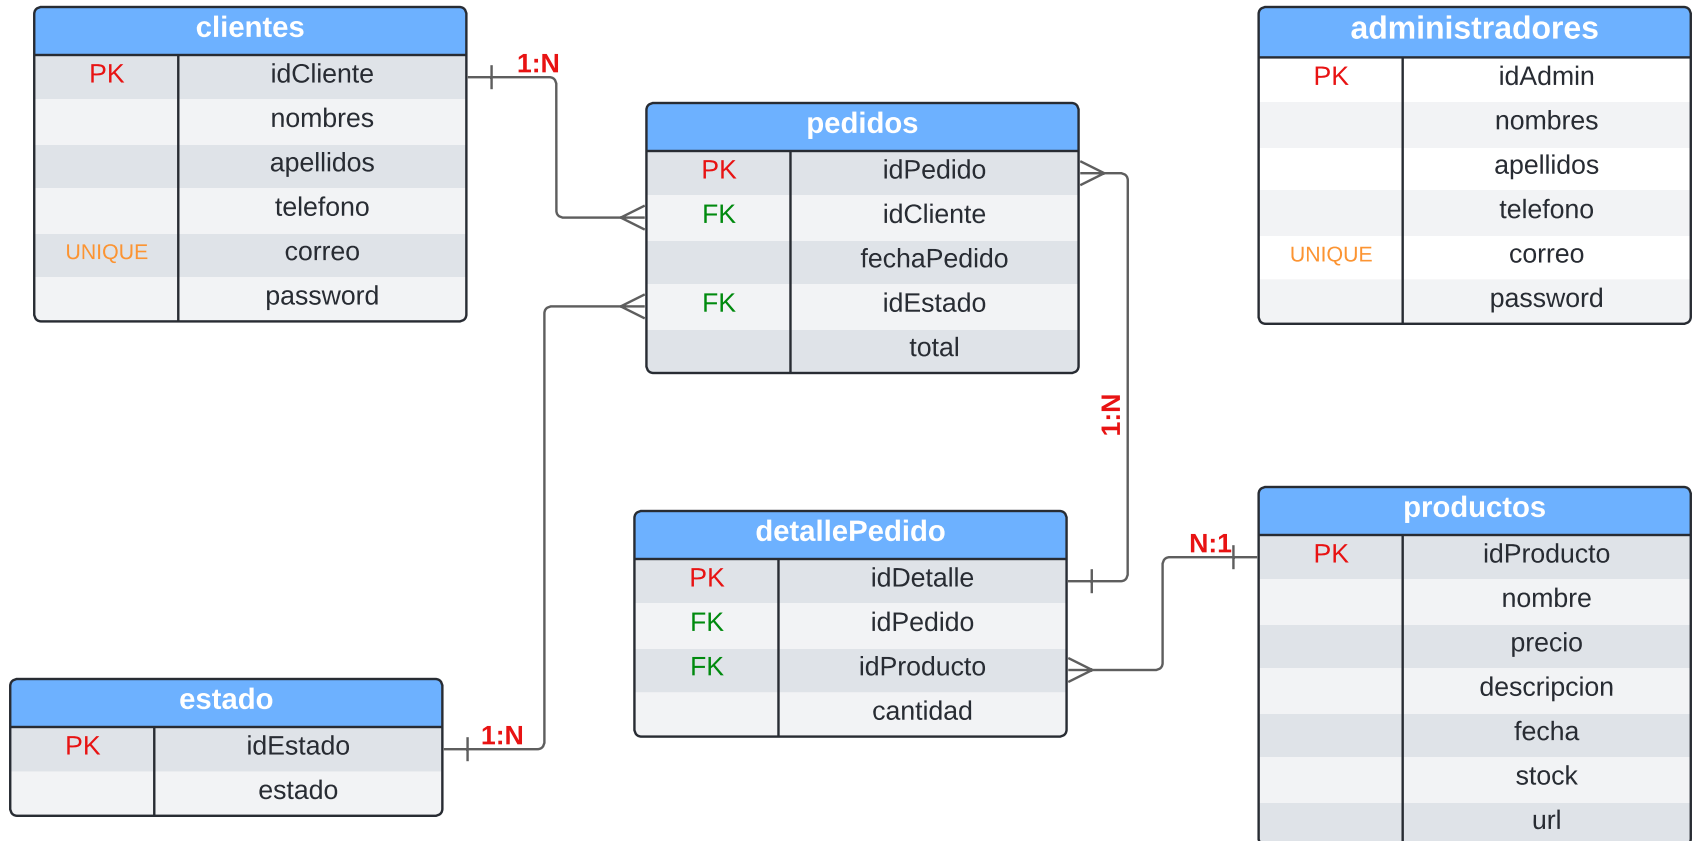 clientes
PK idCliente
nombres
apellidos
telefono
UNIQUE correo
password
1:N
pedidos
PK idPedido
FK idCliente
fechaPedido
FK idEstado
total
administradores
PK idAdmin
nombres
apellidos
telefono
UNIQUE correo
password
1:N
detallePedido
PK idDetalle
FK idPedido
FK idProducto
cantidad
N:1
productos
PK idProducto
nombre
precio
descripcion
fecha
stock
url
estado
PK idEstado
estado
1:N